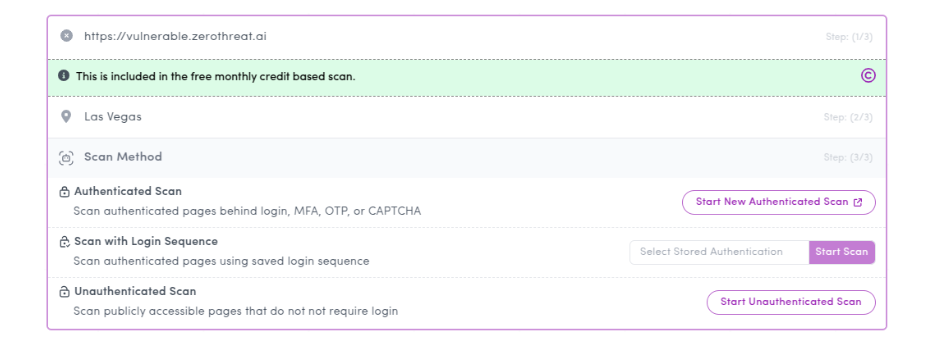 https://vulnerable.zerothreat.ai Step: (1/3)
This is included in the free monthly credit based scan.
Las Vegas Step: (2/3)
Scan Method Step: (3/3)
Authenticated Scan
Scan authenticated pages behind login, MFA, OTP, or CAPTCHA
Start New Authenticated Scan
Scan with Login Sequence
Scan authenticated pages using saved login sequence
Select Stored Authentication Start Scan
Unauthenticated Scan
Scan publicly accessible pages that do not not require login
Start Unauthenticated Scan